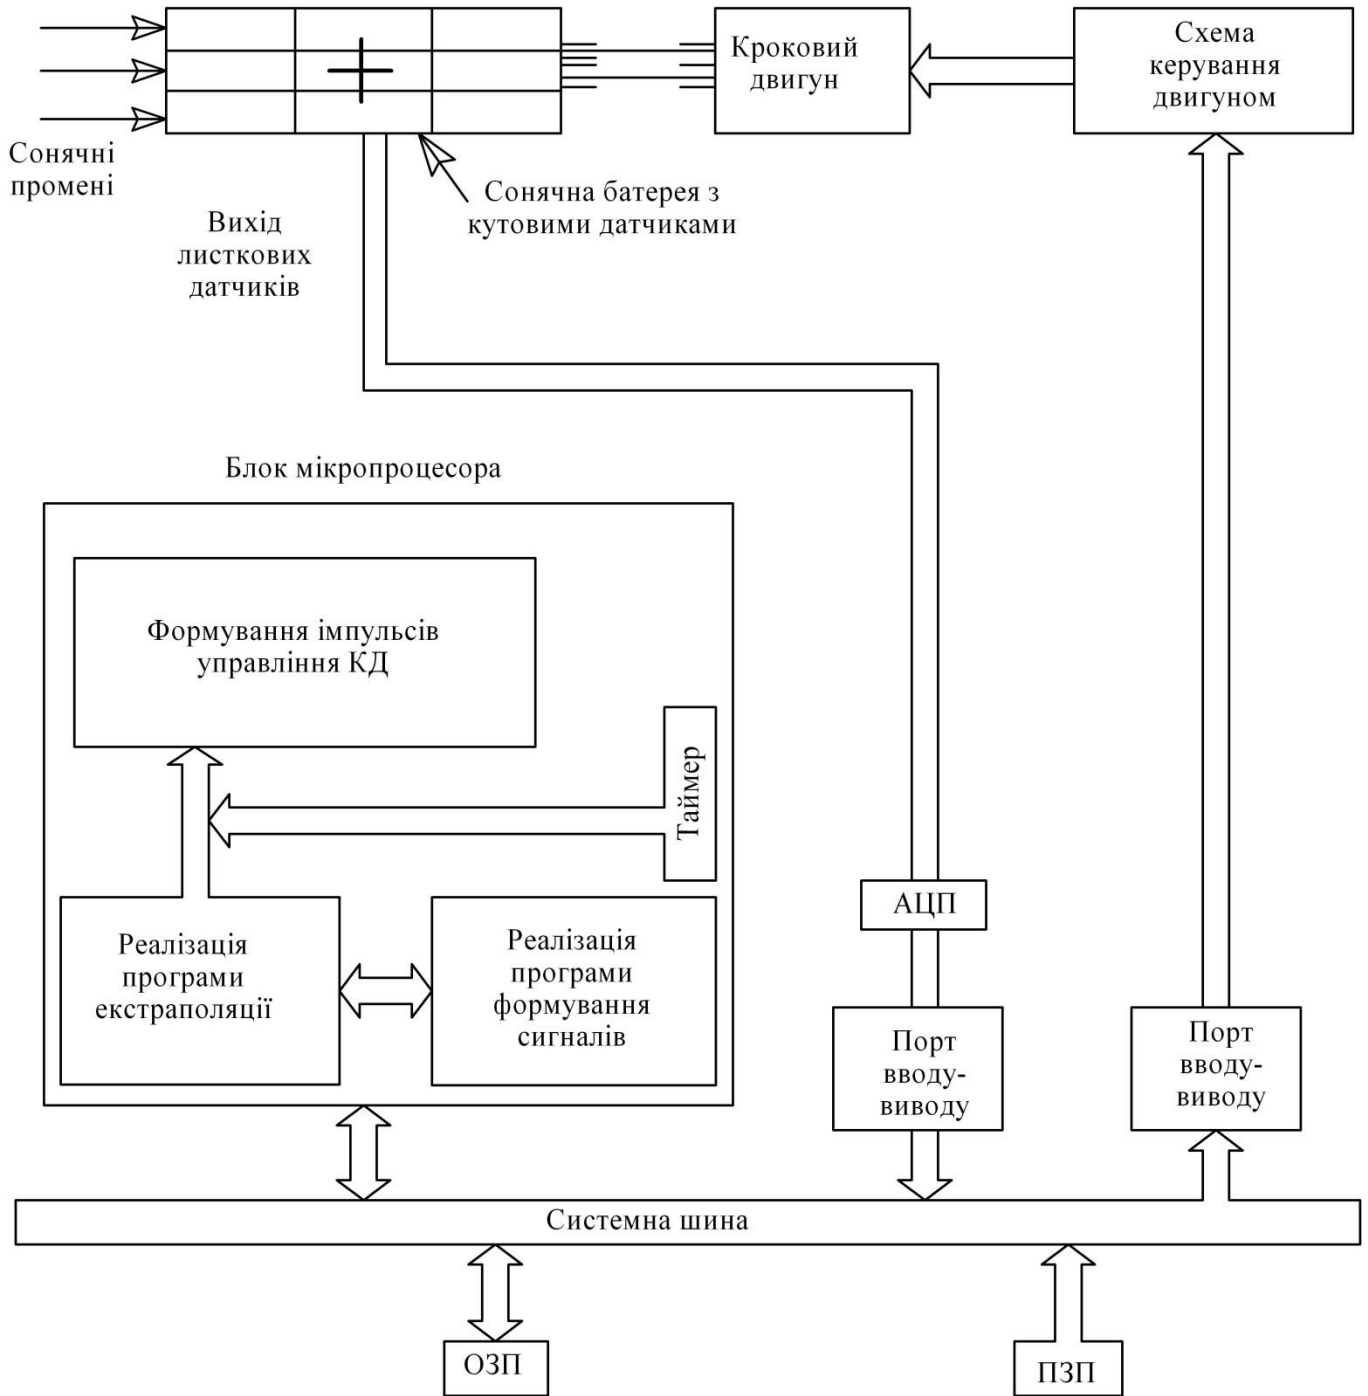 Кроковий
двигун
Схема
керування
двигуном
Сонячні
промені
Сонячна батерея з
кутовими датчиками
Вихід
листкових
датчиків
Блок мікропроцесора
Формування імпульсів
управління КД
Таймер
АЦП
Реалізація
програми
екстраполяції
Реалізація
програми
формування
сигналів
Порт
вводу-
виводу
Порт
вводу-
виводу
Системна шина
ОЗП
ПЗП